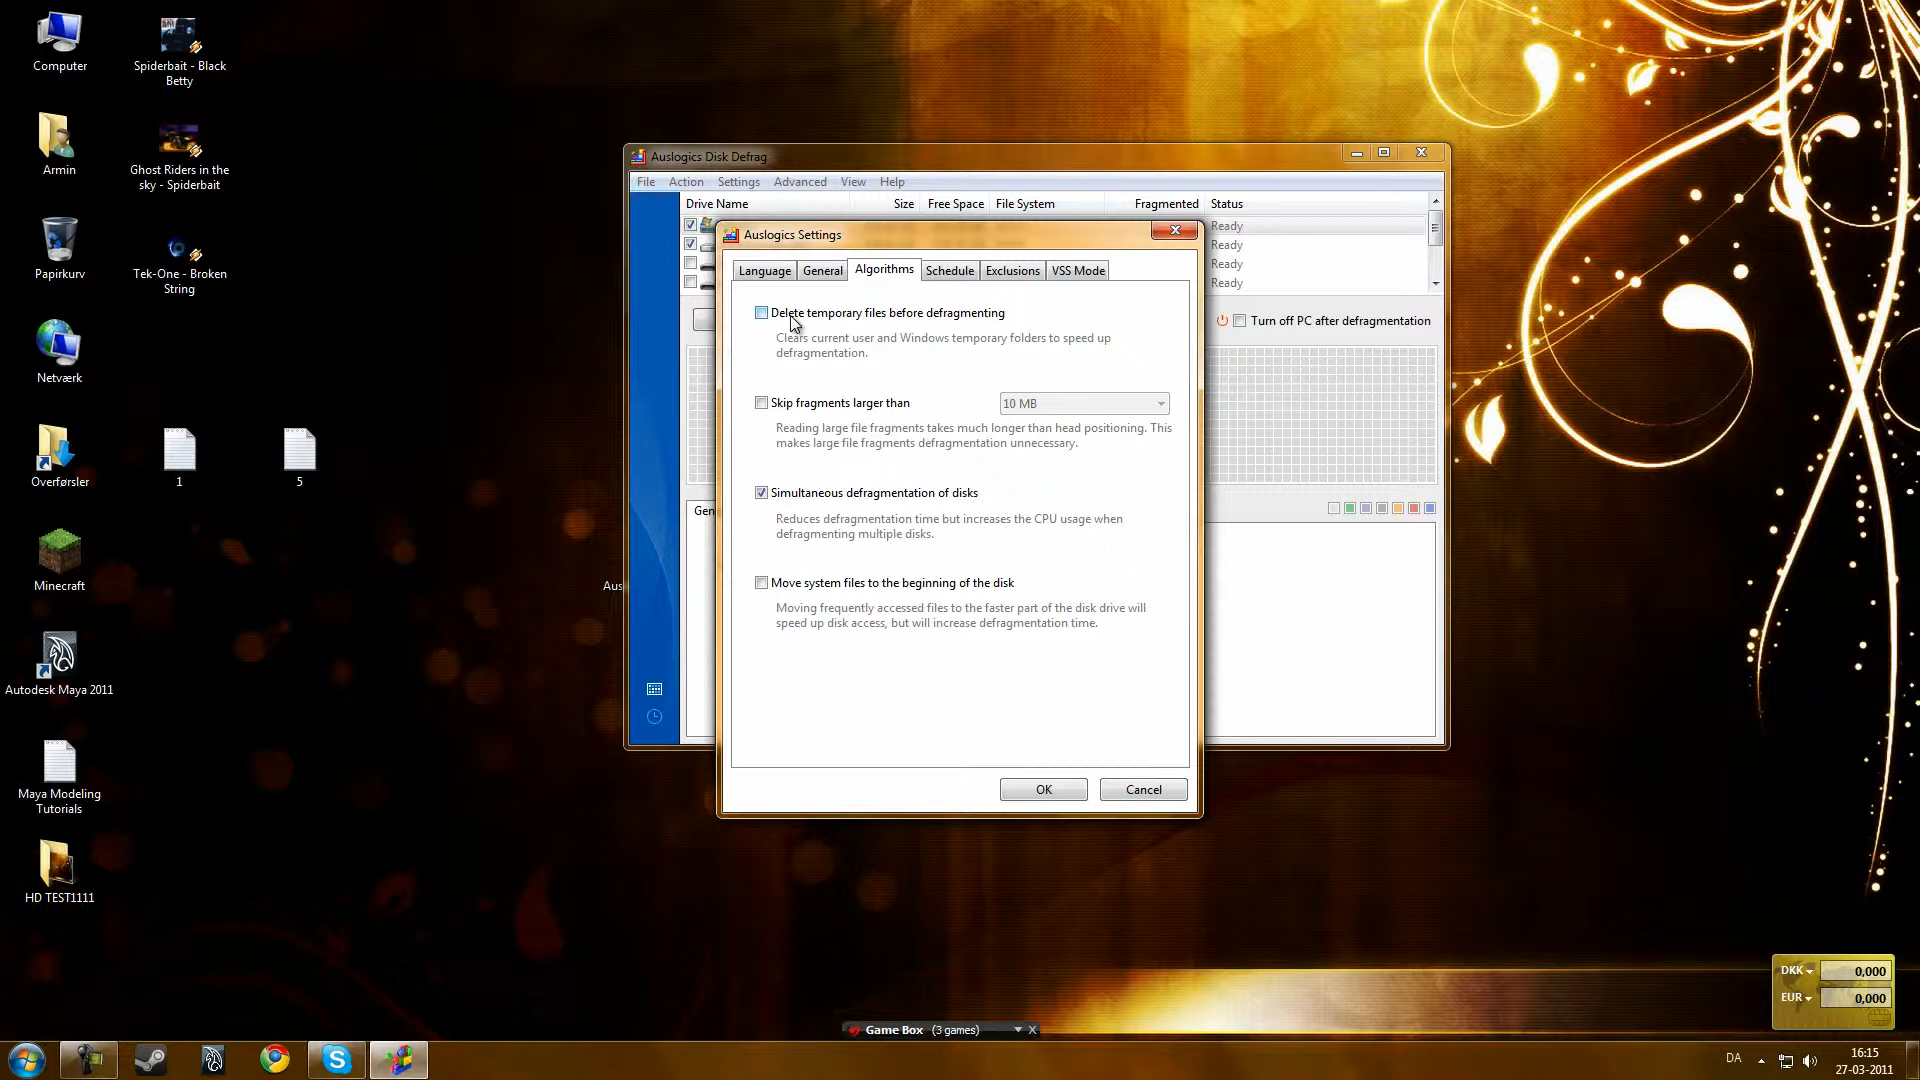 Computer
Spiderbait - Black
Betty
Armin
Ghost Riders in the
sky - Spiderbait
Papirkurv
Tek-One - Broken
String
Netværk
Overførsler
1
5
Minecraft
Autodesk Maya 2011
Maya Modeling
Tutorials
HD TEST1111
Aus
Auslogics Disk Defrag
File Action Settings Advanced View Help
Drive Name Size Free Space File System Fragmented Status
Ready
Ready
Ready
Ready
Turn off PC after defragmentation
Gen
Auslogics Settings
Language General Algorithms Schedule Exclusions VSS Mode
Delete temporary files before defragmenting
Clears current user and Windows temporary folders to speed up
defragmentation.
Skip fragments larger than 10 MB
Reading large file fragments takes much longer than head positioning. This
makes large file fragments defragmentation unnecessary.
Simultaneous defragmentation of disks
Reduces defragmentation time but increases the CPU usage when
defragmenting multiple disks.
Move system files to the beginning of the disk
Moving frequently accessed files to the faster part of the disk drive will
speed up disk access, but will increase defragmentation time.
OK Cancel
DKK 0,000
EUR 0,000
Game Box (3 games)
DA
16:15
27-03-2011